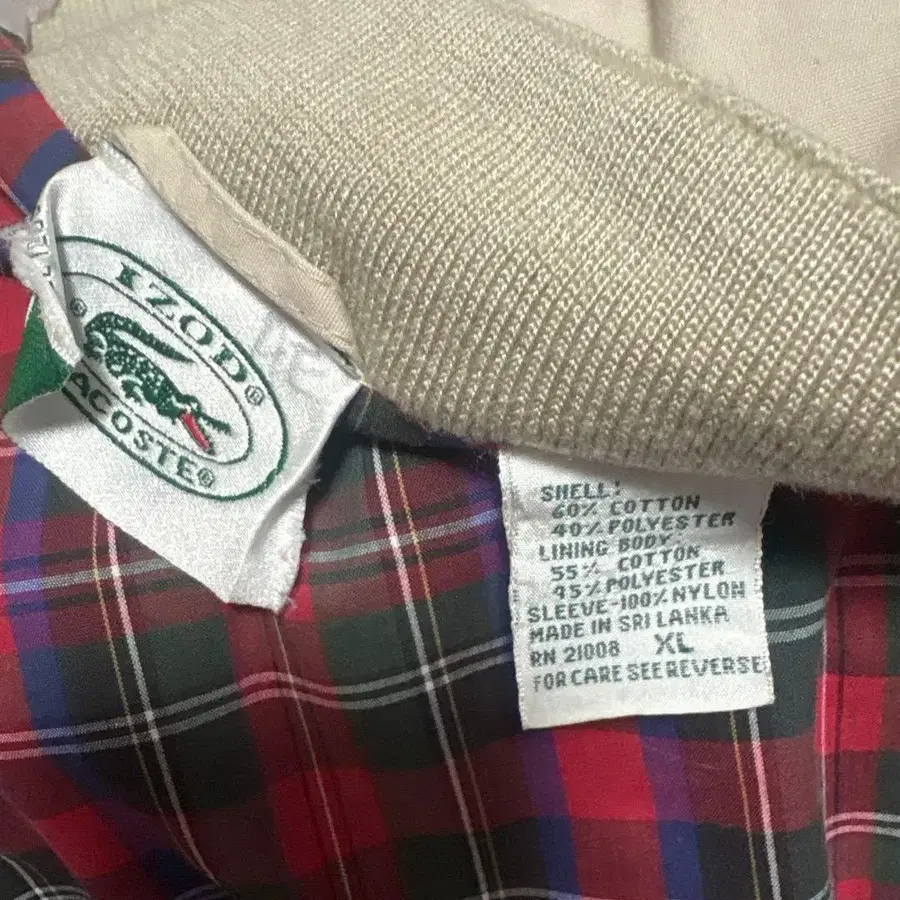 IZOD®
®
ACOSTE®
SHELL:
60% COTTON
40% POLYESTER
LINING BODY:
55% COTTON
45% POLYESTER
SLEEVE-100% NYLON
MADE IN SRI LANKA
RN 21008 XL
FOR CARE SEE REVERSE